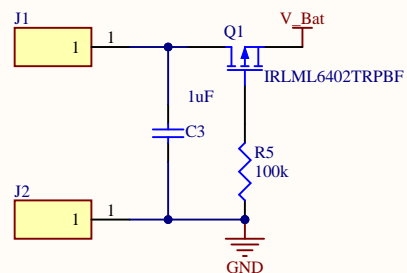 J1
1
1
Q1
V_Bat
IRLML6402TRPBF
1uF
C3
R5
100k
J2
1
1
GND